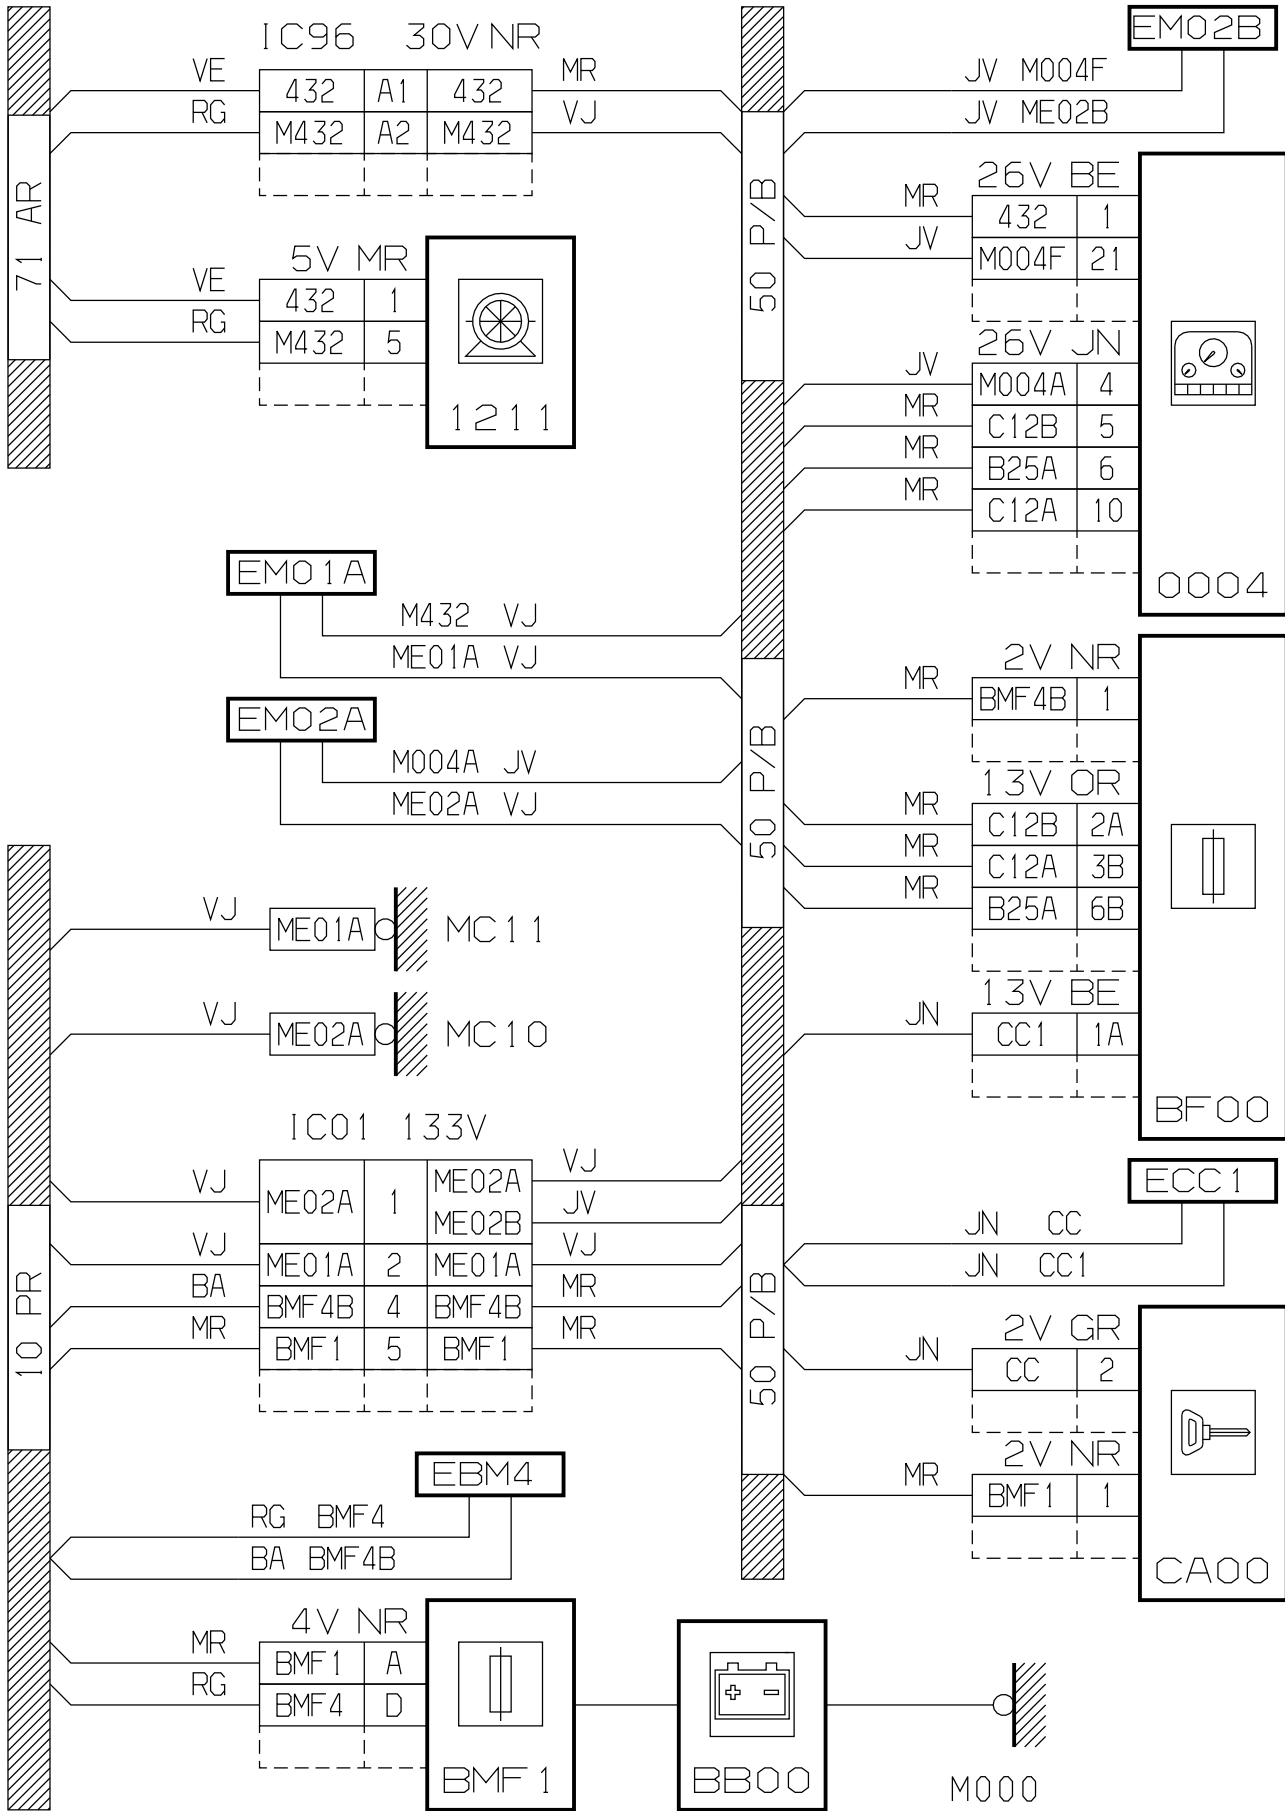 IC96 30V NR
VE 432 A1 432 MR
RG M432 A2 M432 VJ
71 AR
5V MR
VE 432 1
RG M432 5
1211
EM02B
JV M004F
JV ME02B
50 P/B
26V BE
MR 432 1
JV M004F 21
26V JN
JV M004A 4
MR C12B 5
MR B25A 6
MR C12A 10
0004
EM01A
M432 VJ
ME01A VJ
EM02A
M004A JV
ME02A VJ
50 P/B
2V NR
MR BMF4B 1
13V OR
MR C12B 2A
MR C12A 3B
MR B25A 6B
13V BE
JN CC1 1A
BF00
VJ ME01A MC11
VJ ME02A MC10
IC01 133V
VJ ME02A 1 ME02A VJ
ME02B JV
VJ ME01A 2 ME01A VJ
BA BMF4B 4 BMF4B MR
MR BMF1 5 BMF1 MR
10 PR
50 P/B
ECC1
JN CC
JN CC1
2V GR
JN CC 2
2V NR
MR BMF1 1
CA00
EBM4
RG BMF4
BA BMF4B
4V NR
MR BMF1 A
RG BMF4 D
BMF1
BB00
M000